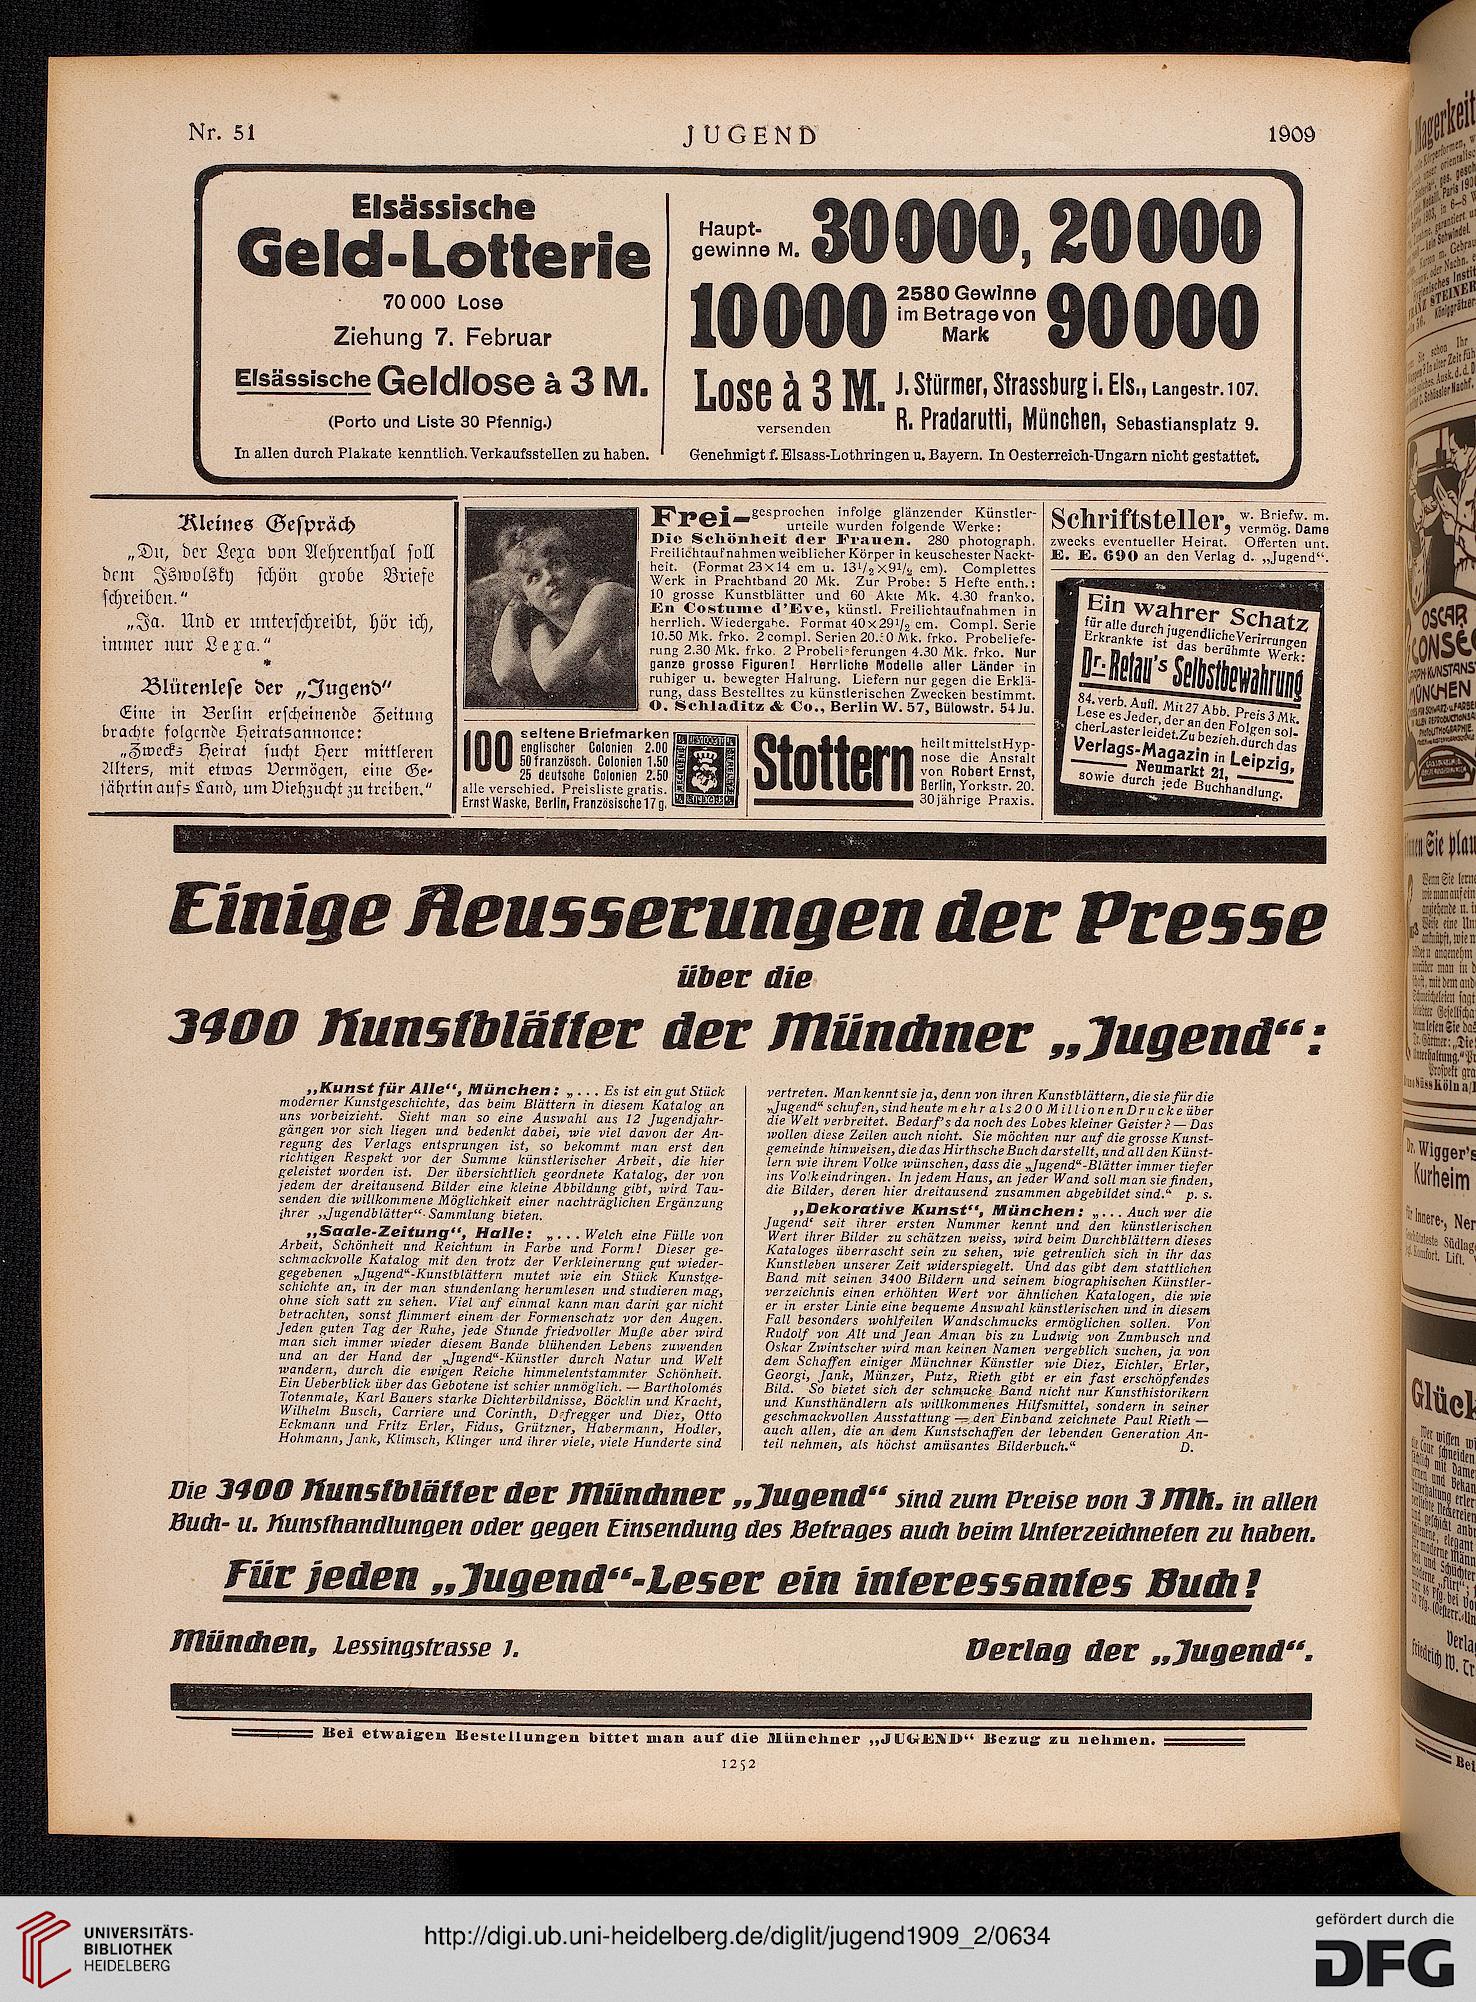 Nr. 51
JUGEND
1909
Elsässische
Geld-Lotterie
70 000 Lose
Ziehung 7. Februar
Elsässische Geldlose à 3 M.
(Porto und Liste 30 Pfennig.)
In allen durch Plakate kenntlich. Verkaufsstellen zu haben.
Haupt-
gewinne M. 30000, 20000
10000 2580 Gewinne
im Betrage von
Mark 90000
Lose à 3 M.
versenden
J. Stürmer, Strassburg i. Els., Langestr. 107.
R. Pradarutti, München, Sebastiansplatz 9.
Genehmigt f. Elsass-Lothringen u. Bayern. In Oesterreich-Ungarn nicht gestattet.
Kleines Gespräch
„Du, der Lexa von Aehrenthal soll
dem Iswolsky schön grobe Briefe
schreiben.“
„Ja. Und er unterschreibt, hör ich,
immer nur Lexa.“
*
Blütenlese der „Jugend“
Eine in Berlin erscheinende Zeitung
brachte folgende Heiratsannonce:
„Zwecks Heirat sucht Herr mittleren
Alters, mit etwas Vermögen, eine Ge-
fährtin aufs Land, um Viehzucht zu treiben.“
Frei- gesprochen infolge glänzender Künstler-
urteile wurden folgende Werke:
Die Schönheit der Frauen. 280 photograph.
Freilichtaufnahmen weiblicher Körper in keuschester Nackt-
heit. (Format 23×14 cm u. 13½×9½ cm). Complettes
Werk in Prachtband 20 Mk. Zur Probe: 5 Hefte enth.:
10 grosse Kunstblätter und 60 Akte Mk. 4.30 franko.
En Costume d'Eve, künstl. Freilichtaufnahmen in
herrlich. Wiedergabe. Format 40×29½ cm. Compl. Serie
10.50 Mk. frko. 2 compl. Serien Mk. frko. Probeliefe-
rung 2.30 Mk. frko. 2 Probelieferungen 4.30 Mk. frko. Nur
ganze grosse Figuren! Herrliche Modelle aller Länder in
ruhiger u. bewegter Haltung. Liefern nur gegen die Erklä-
rung, dass Bestelltes zu künstlerischen Zwecken bestimmt.
O. Schladitz & Co., Berlin W. 57, Bülowstr. 54 Ju.
100 seltene Briefmarken
englischer Colonien 2.00
50 französch. Colonien 1.50
25 deutsche Colonien 2.50
alle verschied. Preisliste gratis.
Ernst Waske, Berlin, Französische 17 g.
Stottern
heilt mittelst Hyp-
nose die Anstalt
von Robert Ernst,
Berlin, Yorkstr. 20.
30jährige Praxis.
Schriftsteller, w. Briefw. m.
vermög. Dame
zwecks eventueller Heirat. Offerten unt.
E. E. 690 an den Verlag d. „Jugend“.
Ein wahrer Schatz
für alle durch jugendliche Verirrungen
Erkrankte ist das berühmte Werk:
Dr. Retau's Selbstbewahrung
84. verb. Aufl. Mit 27 Abb. Preis 3 Mk.
Lese es Jeder, der an den Folgen sol-
cher Laster leidet. Zu bezieh. durch das
Verlags-Magazin in Leipzig,
Neumarkt 21,
sowie durch jede Buchhandlung.
Einige Aeusserungen der Presse
über die
3400 Kunstblätter der Münchner „Jugend“:
„Kunst für Alle“, München: „... Es ist ein gut Stück
moderner Kunstgeschichte, das beim Blättern in diesem Katalog an
uns vorbeizieht. Sieht man so eine Auswahl aus 12 Jugendjahr-
gängen vor sich liegen und bedenkt dabei, wie viel davon der An-
regung des Verlags entsprungen ist, so bekommt man erst den
richtigen Respekt vor der Summe künstlerischer Arbeit, die hier
geleistet worden ist. Der übersichtlich geordnete Katalog, der von
jedem der dreitausend Bilder eine kleine Abbildung gibt, wird Tau-
senden die willkommene Möglichkeit einer nachträglichen Ergänzung
ihrer „Jugendblätter“-Sammlung bieten.
„Saale-Zeitung“, Halle: „... Welch eine Fülle von
Arbeit, Schönheit und Reichtum in Farbe und Form! Dieser ge-
schmackvolle Katalog mit den trotz der Verkleinerung gut wieder-
gegebenen „Jugend“-Kunstblättern mutet wie ein Stück Kunstge-
schichte an, in der man stundenlang herumlesen und studieren mag,
ohne sich satt zu sehen. Viel auf einmal kann man darin gar nicht
betrachten, sonst flimmert einem der Formenschatz vor den Augen.
Jeden guten Tag der Ruhe, jede Stunde friedvoller Muße aber wird
man sich immer wieder diesem Bande blühenden Lebens zuwenden
und an der Hand der „Jugend“-Künstler durch Natur und Welt
wandern, durch die ewigen Reiche himmelentstammter Schönheit.
Ein Ueberblick über das Gebotene ist schier unmöglich. — Bartholomés
Totenmale, Karl Bauers starke Dichterbildnisse, Böcklin und Kracht,
Wilhelm Busch, Carriere und Corinth, Defregger und Diez, Otto
Eckmann und Fritz Erler, Fidus, Grützner, Habermann, Hodler,
Hohmann, Jank, Klimsch, Klinger und ihrer viele, viele Hunderte sind
vertreten. Man kennt sie ja, denn von ihren Kunstblättern, die sie für die
„Jugend“ schufen, sind heute mehr als 200 Millionen Drucke über
die Welt verbreitet. Bedarf's da noch des Lobes kleiner Geister? — Das
wollen diese Zeilen auch nicht. Sie möchten nur auf die grosse Kunst-
gemeinde hinweisen, die das Hirthsche Buch darstellt, und all den Künst-
lern wie ihrem Volke wünschen, dass die „Jugend“-Blätter immer tiefer
ins Volk eindringen. In jedem Haus, an jeder Wand soll man sie finden,
die Bilder, deren hier dreitausend zusammen abgebildet sind.“ p. s.
„Dekorative Kunst“, München: „... Auch wer die
‚Jugend‘ seit ihrer ersten Nummer kennt und den künstlerischen
Wert ihrer Bilder zu schätzen weiss, wird beim Durchblättern dieses
Kataloges überrascht sein zu sehen, wie getreulich sich in ihr das
Kunstleben unserer Zeit widerspiegelt. Und das gibt dem stattlichen
Band mit seinen 3400 Bildern und seinem biographischen Künstler-
verzeichnis einen erhöhten Wert vor ähnlichen Katalogen, die wie
er in erster Linie eine bequeme Auswahl künstlerischen und in diesem
Fall besonders wohlfeilen Wandschmucks ermöglichen sollen. Von
Rudolf von Alt und Jean Aman bis zu Ludwig von Zumbusch und
Oskar Zwintscher wird man keinen Namen vergeblich suchen, ja von
dem Schaffen einiger Münchner Künstler wie Diez, Eichler, Erler,
Georgi, Jank, Münzer, Putz, Rieth gibt er ein fast erschöpfendes
Bild. So bietet sich der schmucke Band nicht nur Kunsthistorikern
und Kunsthändlern als willkommenes Hilfsmittel, sondern in seiner
geschmackvollen Ausstattung — den Einband zeichnete Paul Rieth —
auch allen, die an dem Kunstschaffen der lebenden Generation An-
teil nehmen, als höchst amüsantes Bilderbuch.“ D.
Die 3400 Kunstblätter der Münchner „Jugend“ sind zum Preise von 3 Mk. in allen
Buch- u. Kunsthandlungen oder gegen Einsendung des Betrages auch beim Unterzeichneten zu haben.
Für jeden „Jugend“-Leser ein interessantes Buch!
München, Lessingstrasse 1.
Verlag der „Jugend“.
Bei etwaigen Bestellungen bittet man auf die Münchner „JUGEND“ Bezug zu nehmen.
1252
UNIVERSITÄTS-
BIBLIOTHEK
HEIDELBERG
http://digi.ub.uni-heidelberg.de/diglit/jugend1909_2/0634
gefördert durch die
DFG